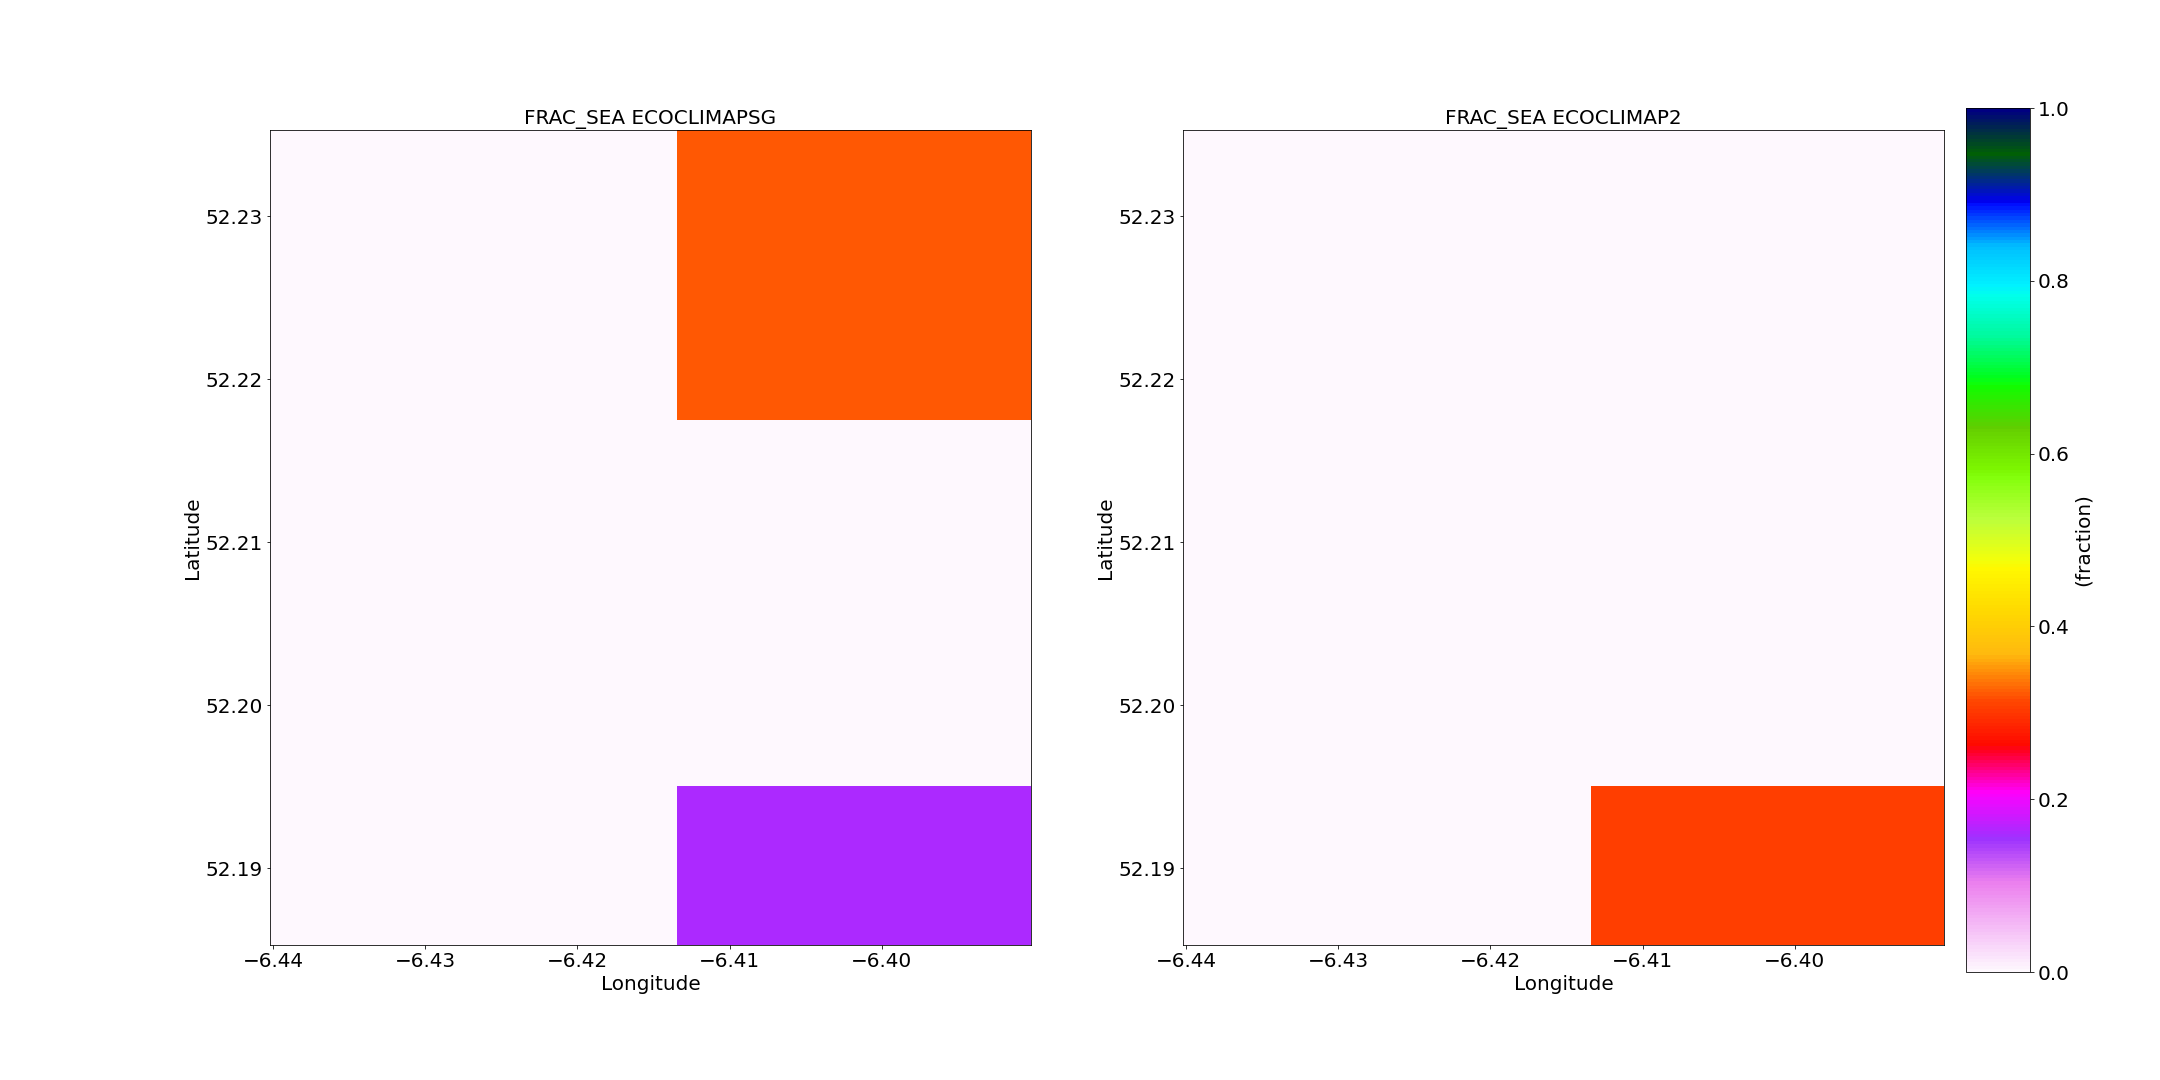 FRAC_SEA ECOCLIMAPSG
52.23
52.22
52.21
52.20
52.19
Latitude
−6.44 −6.43 −6.42 −6.41 −6.40
Longitude
FRAC_SEA ECOCLIMAP2
52.23
52.22
52.21
52.20
52.19
Latitude
−6.44 −6.43 −6.42 −6.41 −6.40
Longitude
1.0
0.8
0.6
0.4
0.2
0.0
(fraction)